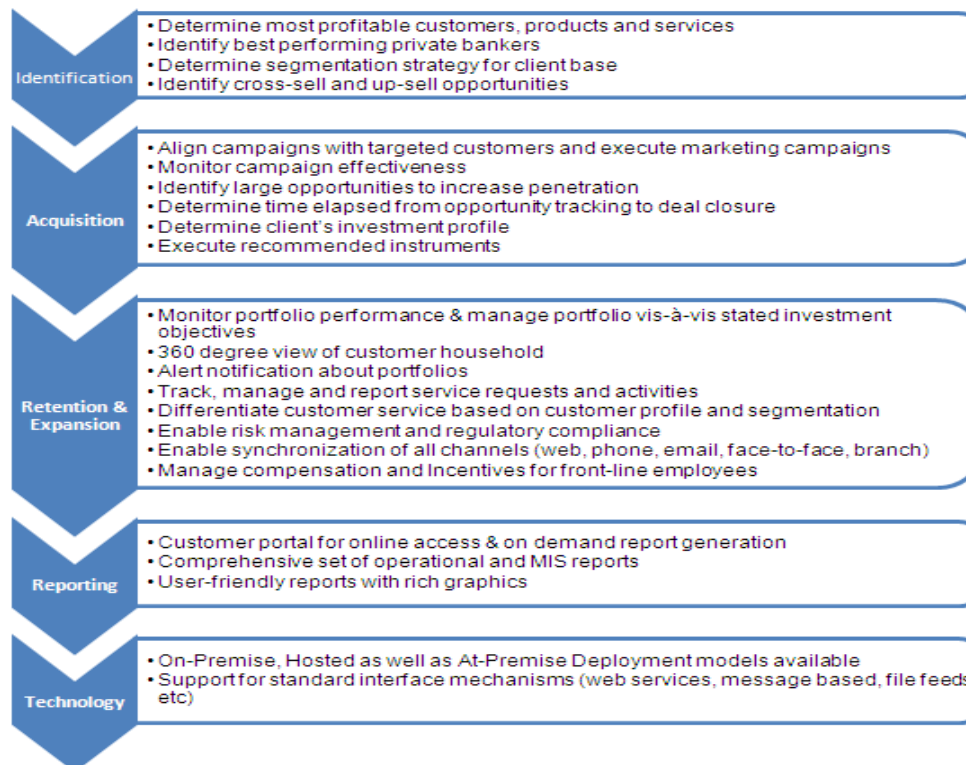 Identification
• Determine most profitable customers, products and services
• Identify best performing private bankers
• Determine segmentation strategy for client base
• Identify cross-sell and up-sell opportunities
Acquisition
• Align campaigns with targeted customers and execute marketing campaigns
• Monitor campaign effectiveness
• Identify large opportunities to increase penetration
• Determine time elapsed from opportunity tracking to deal closure
• Determine client's investment profile
• Execute recommended instruments
Retention &
Expansion
• Monitor portfolio performance & manage portfolio vis-à-vis stated investment
objectives
• 360 degree view of customer household
• Alert notification about portfolios
• Track, manage and report service requests and activities
• Differentiate customer service based on customer profile and segmentation
• Enable risk management and regulatory compliance
• Enable synchronization of all channels (web, phone, email, face-to-face, branch)
• Manage compensation and Incentives for front-line employees
Reporting
• Customer portal for online access & on demand report generation
• Comprehensive set of operational and MIS reports
• User-friendly reports with rich graphics
Technology
• On-Premise, Hosted as well as At-Premise Deployment models available
• Support for standard interface mechanisms (web services, message based, file feeds
etc)